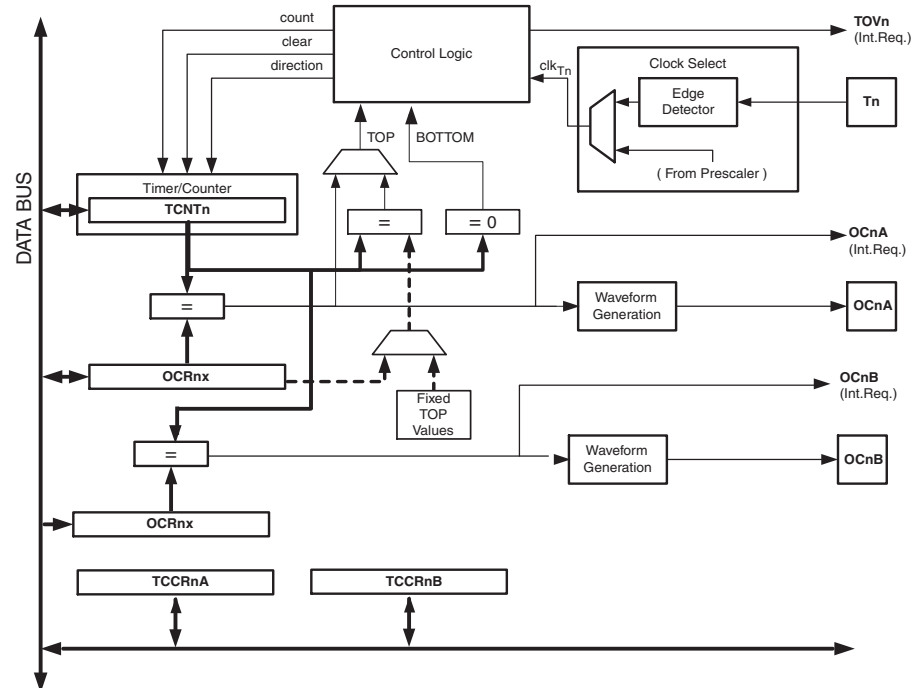 count
clear
direction
Control Logic
TOVn
(Int.Req.)
clkTn
Clock Select
Edge
Detector
Tn
( From Prescaler )
TOP
BOTTOM
Timer/Counter
TCNTn
DATA BUS
=
= 0
OCnA
(Int.Req.)
=
Waveform
Generation
OCnA
OCRnx
Fixed
TOP
Values
OCnB
(Int.Req.)
=
Waveform
Generation
OCnB
OCRnx
TCCRnA
TCCRnB